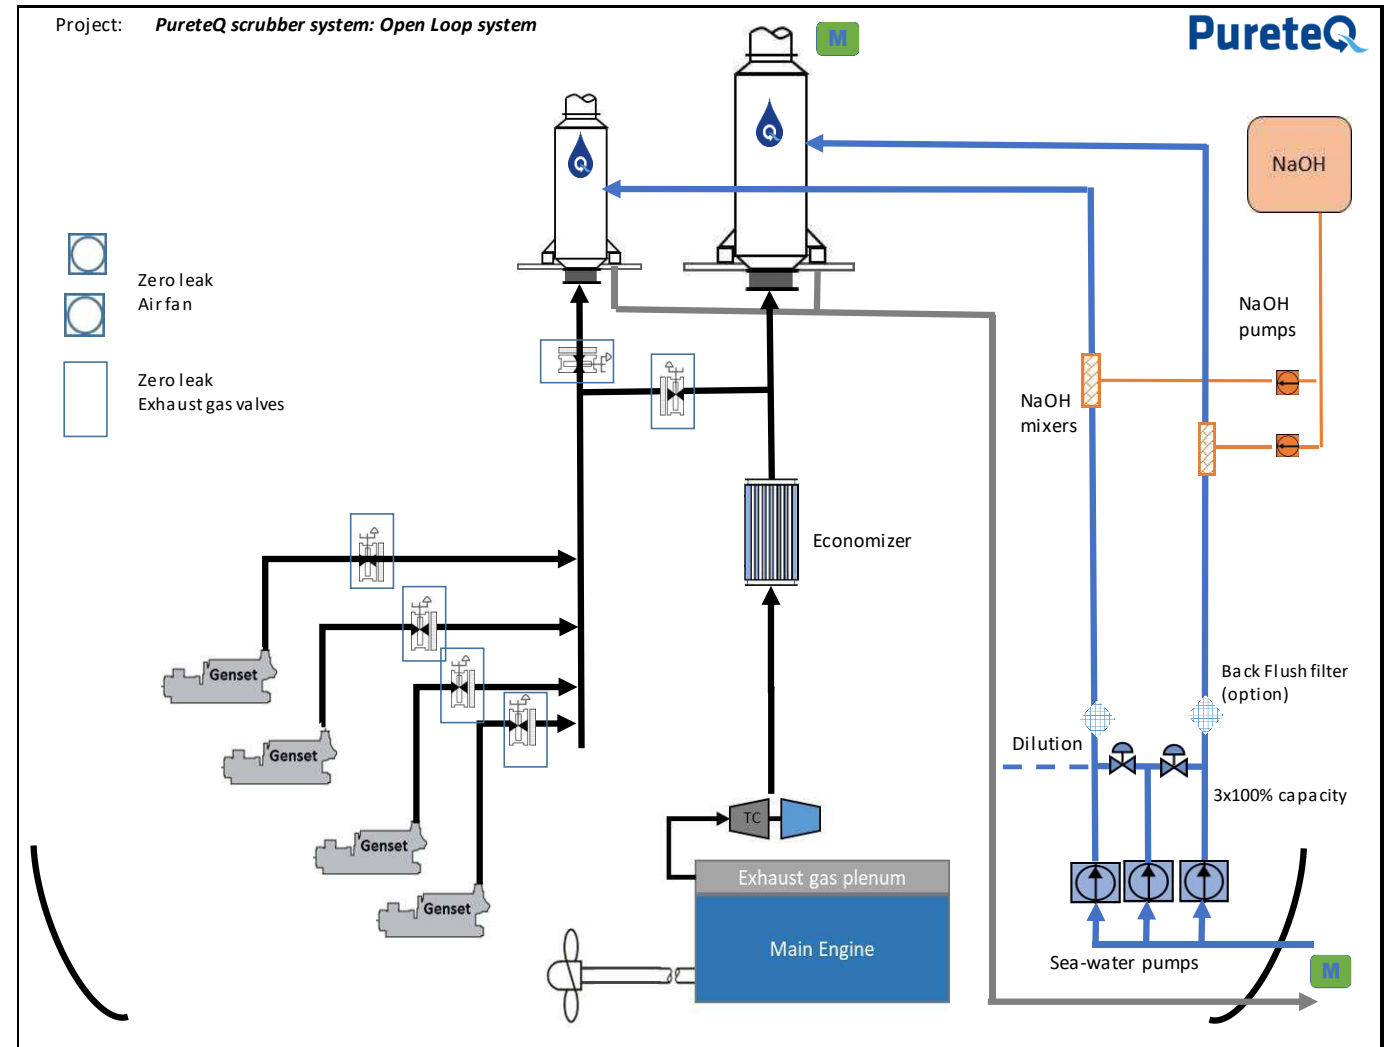 Project: PureteQ scrubber system: Open Loop system
PureteQ
M
Q
Q
NaOH
Zero leak
Air fan
NaOH
pumps
Zero leak
Exhaust gas valves
NaOH
mixers
Economizer
Genset
Back Flush filter
(option)
Genset
Dilution
3x100% capacity
TC
Genset
Exhaust gas plenum
Genset
Main Engine
Sea-water pumps
M